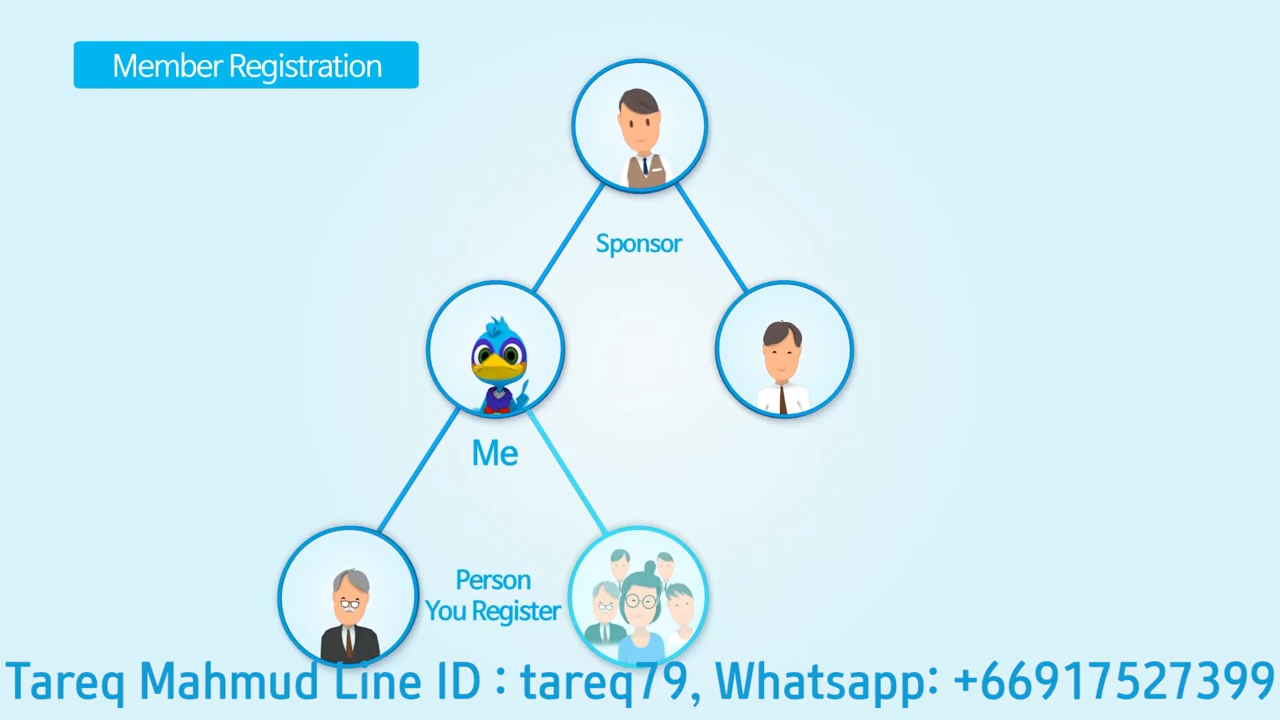 Member Registration
Sponsor
Me
Person
You Register
Tareq Mahmud Line ID : tareq79, Whatsapp: +66917527399